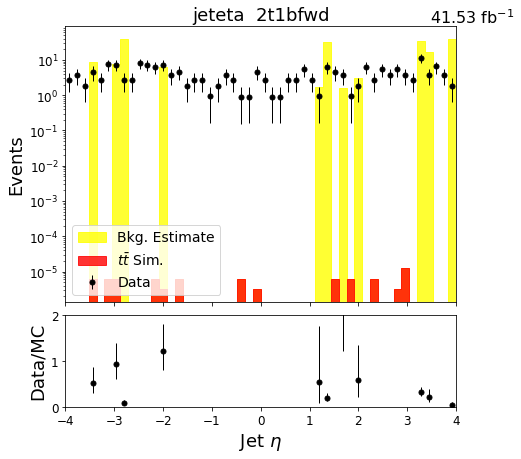 jeteta 2t1bfwd
41.53 fb⁻¹
Events
10¹
10⁰
10⁻¹
10⁻²
10⁻³
10⁻⁴
10⁻⁵
Bkg. Estimate
tt̄ Sim.
Data
Data/MC
2
1
0
−4 −3 −2 −1 0 1 2 3 4
Jet η